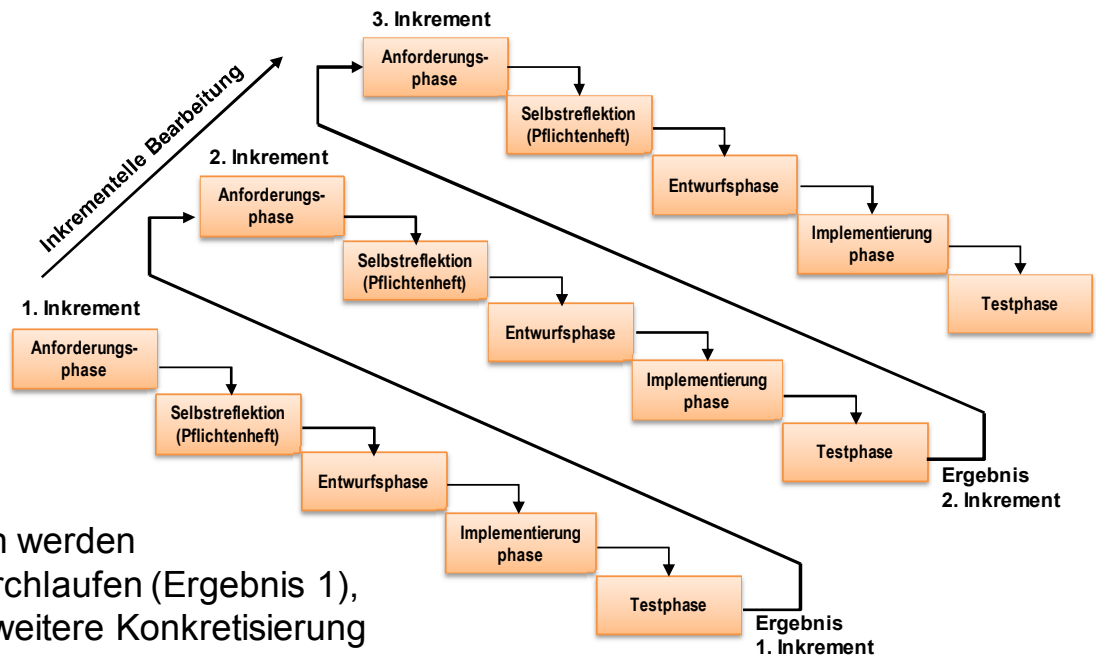 3. Inkrement
Anforderungs-
phase
Selbstreflektion
(Pflichtenheft)
Entwurfsphase
Implementierung
phase
Testphase
Inkrementelle Bearbeitung
2. Inkrement
Anforderungs-
phase
Selbstreflektion
(Pflichtenheft)
Entwurfsphase
Implementierung
phase
Testphase
Ergebnis
2. Inkrement
1. Inkrement
Anforderungs-
phase
Selbstreflektion
(Pflichtenheft)
Entwurfsphase
Implementierung
phase
Testphase
Ergebnis
1. Inkrement
werden
rchlaufen (Ergebnis 1),
weitere Konkretisierung